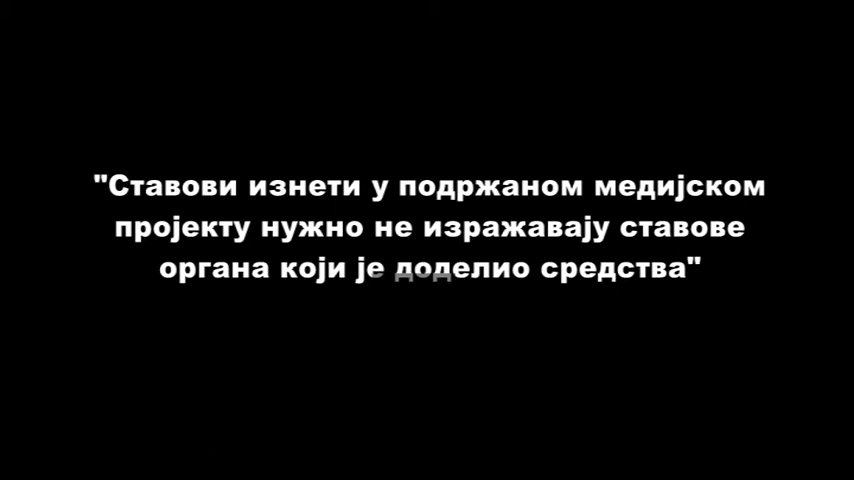 "Ставови изнети у подржаном медијском
пројекту нужно не изражавају ставове
органа који је доделио средства"